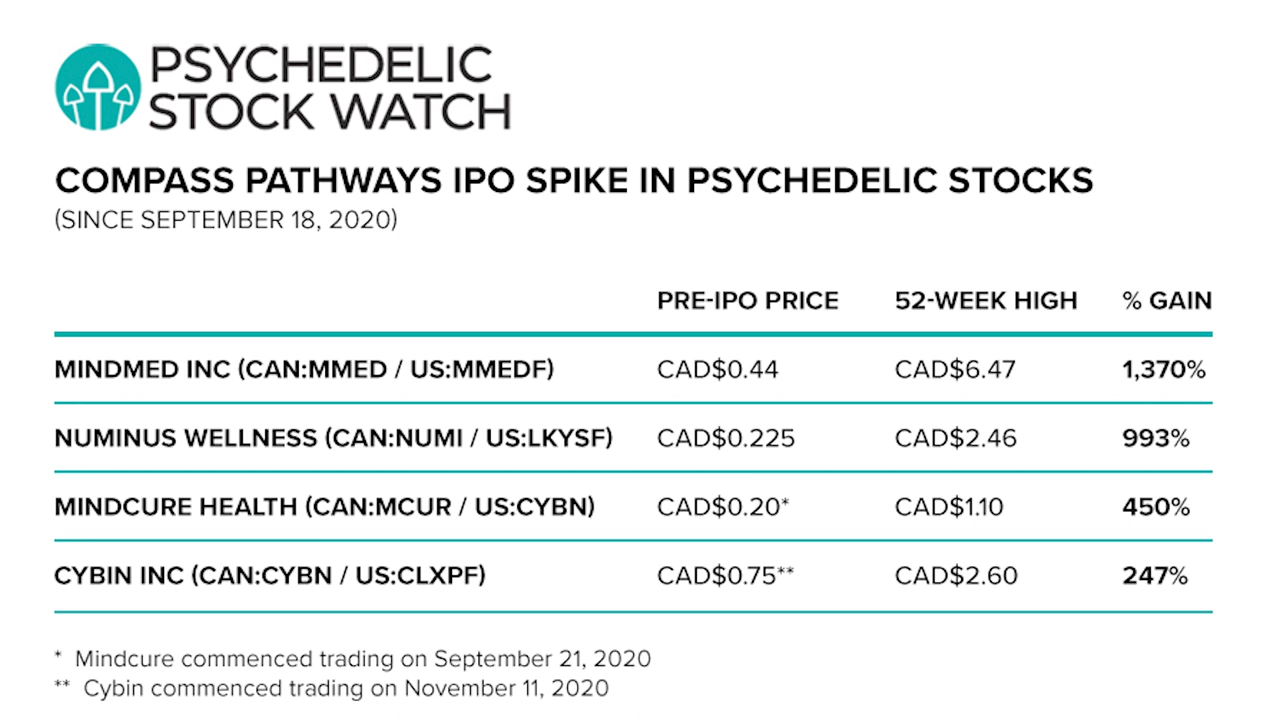 PSYCHEDELIC
STOCK WATCH
COMPASS PATHWAYS IPO SPIKE IN PSYCHEDELIC STOCKS
(SINCE SEPTEMBER 18, 2020)
PRE-IPO PRICE 52-WEEK HIGH % GAIN
MINDMED INC (CAN:MMED / US:MMEDF) CAD$0.44 CAD$6.47 1,370%
NUMINUS WELLNESS (CAN:NUMI / US:LKYSF) CAD$0.225 CAD$2.46 993%
MINDCURE HEALTH (CAN:MCUR / US:CYBN) CAD$0.20* CAD$1.10 450%
CYBIN INC (CAN:CYBN / US:CLXPF) CAD$0.75** CAD$2.60 247%
* Mindcure commenced trading on September 21, 2020
** Cybin commenced trading on November 11, 2020